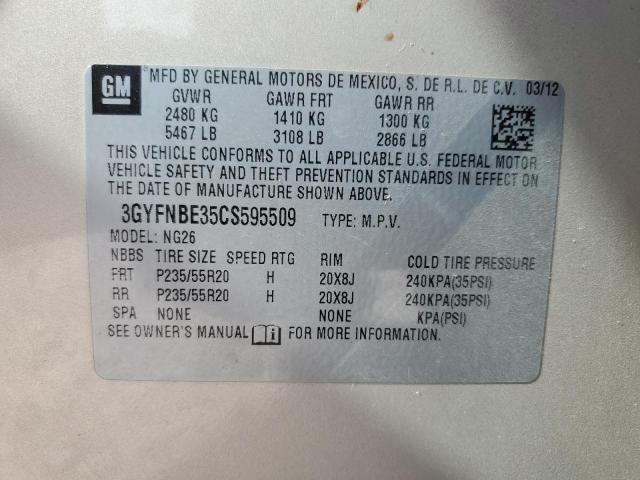 GM MFD BY GENERAL MOTORS DE MEXICO, S. DE R.L. DE C.V. 03/12
GVWR GAWR FRT GAWR RR
2480 KG 1410 KG 1300 KG
5467 LB 3108 LB 2866 LB
THIS VEHICLE CONFORMS TO ALL APPLICABLE U.S. FEDERAL MOTOR
VEHICLE SAFETY AND THEFT PREVENTION STANDARDS IN EFFECT ON
THE DATE OF MANUFACTURE SHOWN ABOVE.
3GYFNBE35CS595509 TYPE: M.P.V.
MODEL: NG26
NBBS TIRE SIZE SPEED RTG RIM COLD TIRE PRESSURE
FRT P235/55R20 H 20X8J 240KPA(35PSI)
RR P235/55R20 H 20X8J 240KPA(35PSI)
SPA NONE NONE KPA(PSI)
SEE OWNER'S MANUAL FOR MORE INFORMATION.